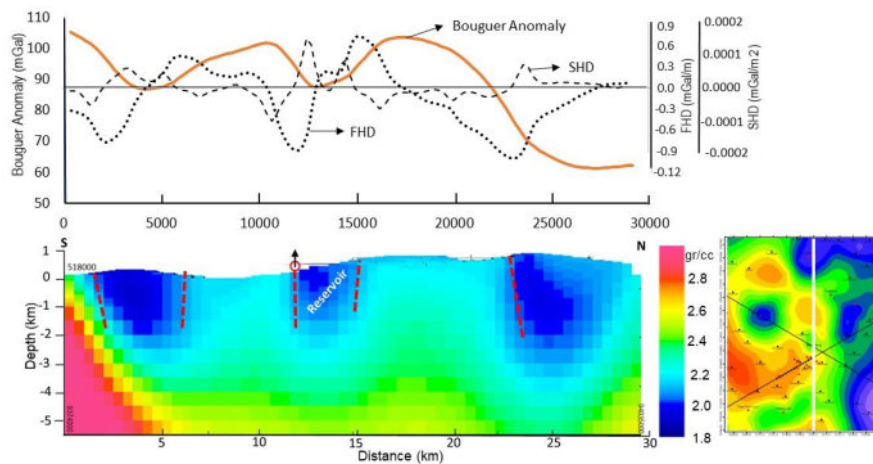 Bouguer Anomaly (mGal)
110
100
90
80
70
60
50
Bouguer Anomaly
SHD
FHD
0.9
0.3
0.0
-0.3
-0.6
-0.9
-0.12
FHD (mGal/m)
0.0002
0.0001
0.0000
-0.0001
-0.0002
SHD (mGal/m2)
0 5000 10000 15000 20000 25000 30000
S N
518000
Depth (km)
1
0
-1
-2
-3
-4
-5
Reservoir
5 10 15 20 25 30
Distance (km)
gr/cc
2.8
2.6
2.4
2.2
2.0
1.8